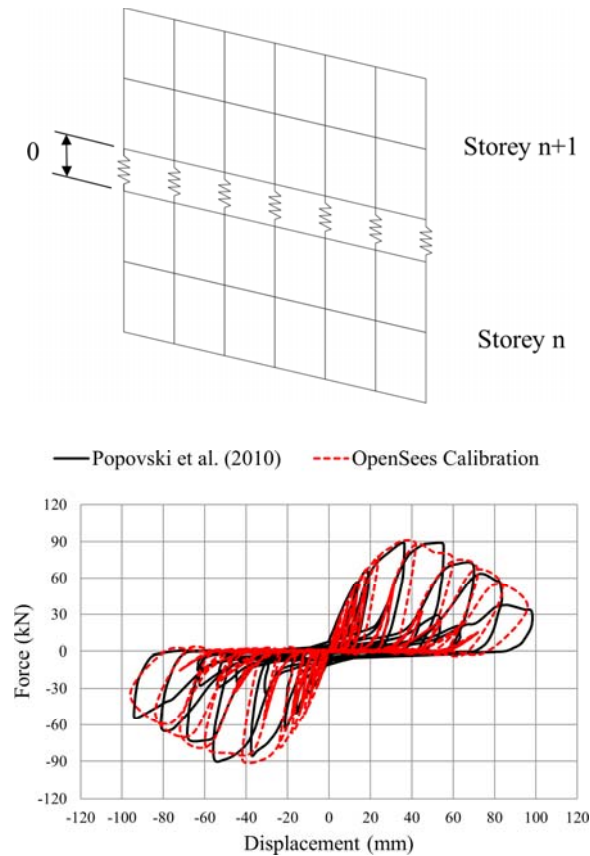 Storey n+1
0
Storey n
Popovski et al. (2010) OpenSees Calibration
120
90
60
30
0
-30
-60
-90
-120
Force (kN)
-120 -100 -80 -60 -40 -20 0 20 40 60 80 100 120
Displacement (mm)